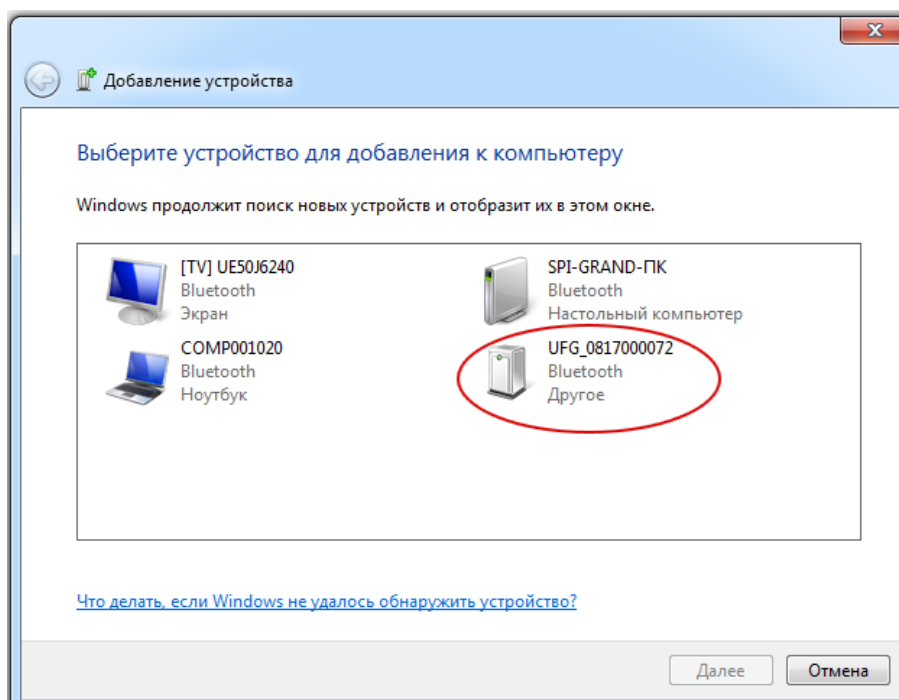 Добавление устройства
Выберите устройство для добавления к компьютеру
Windows продолжит поиск новых устройств и отобразит их в этом окне.
[TV] UE50J6240
Bluetooth
Экран
SPI-GRAND-ПК
Bluetooth
Настольный компьютер
COMP001020
Bluetooth
Ноутбук
UFG_0817000072
Bluetooth
Другое
Что делать, если Windows не удалось обнаружить устройство?
Далее
Отмена